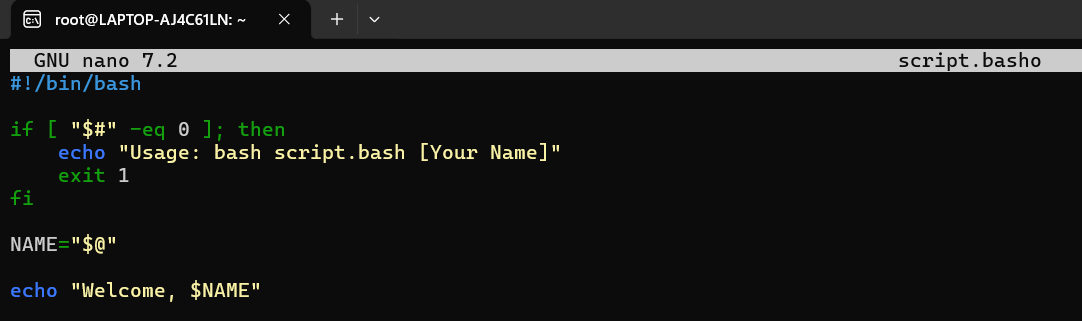 root@LAPTOP-AJ4C61LN: ~
GNU nano 7.2 script.basho
#!/bin/bash
if [ "$#" -eq 0 ]; then
    echo "Usage: bash script.bash [Your Name]"
    exit 1
fi
NAME="$@"
echo "Welcome, $NAME"